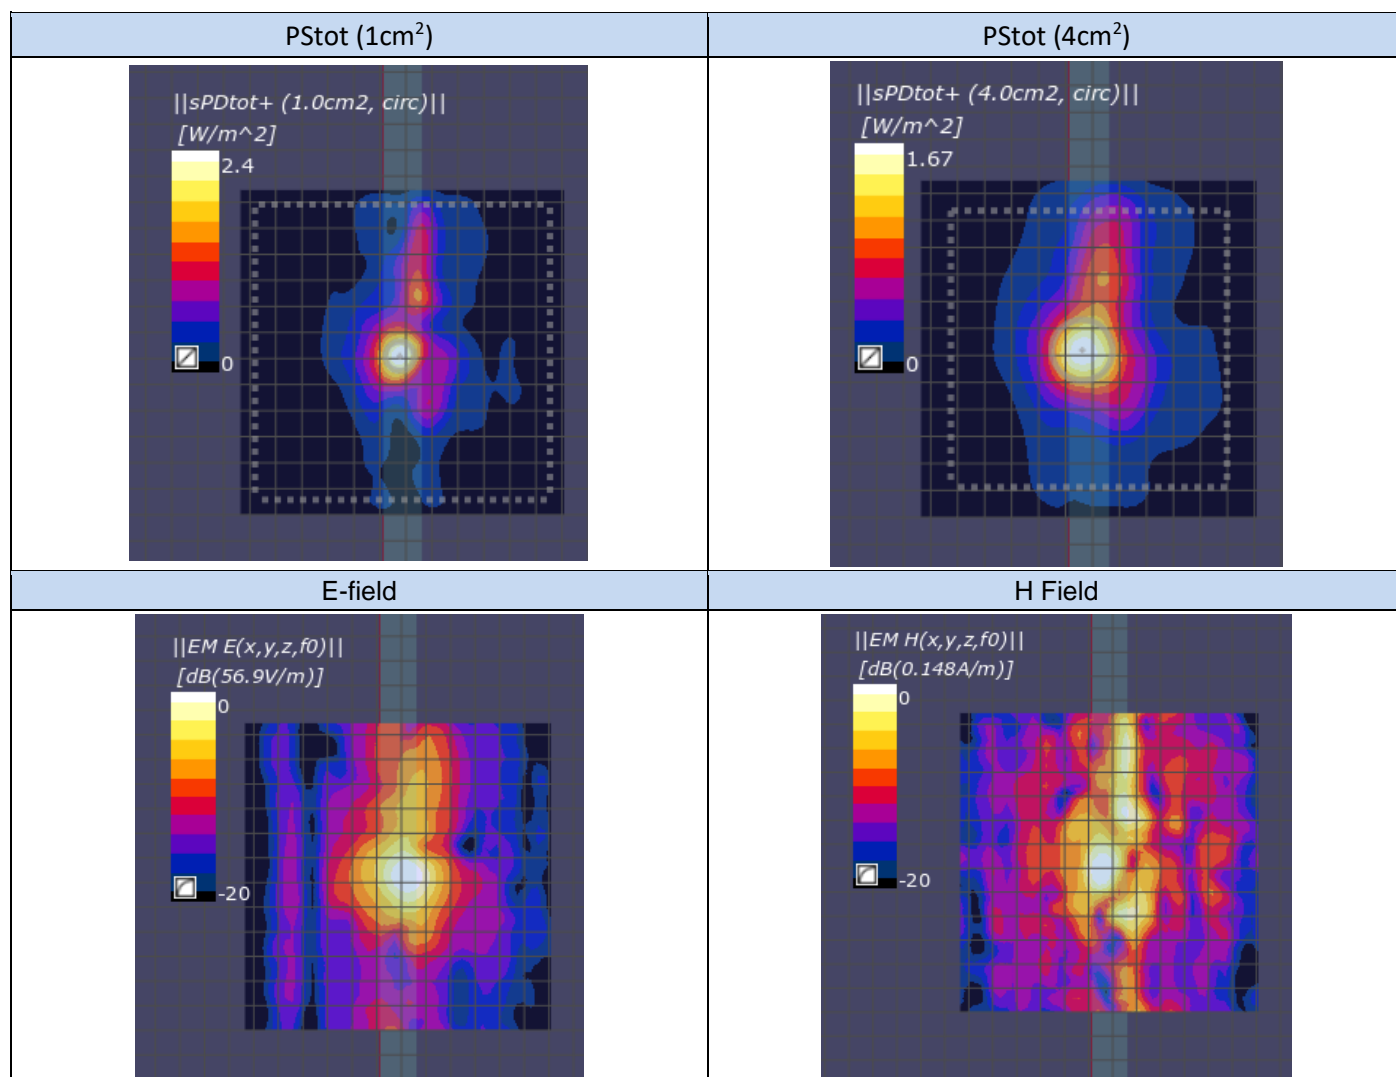 PStot (1cm²)
PStot (4cm²)
||sPDtot+ (1.0cm2, circ)||
[W/m^2]
2.4
0
||sPDtot+ (4.0cm2, circ)||
[W/m^2]
1.67
0
E-field
H Field
||EM E(x,y,z,f0)||
[dB(56.9V/m)]
0
-20
||EM H(x,y,z,f0)||
[dB(0.148A/m)]
0
-20